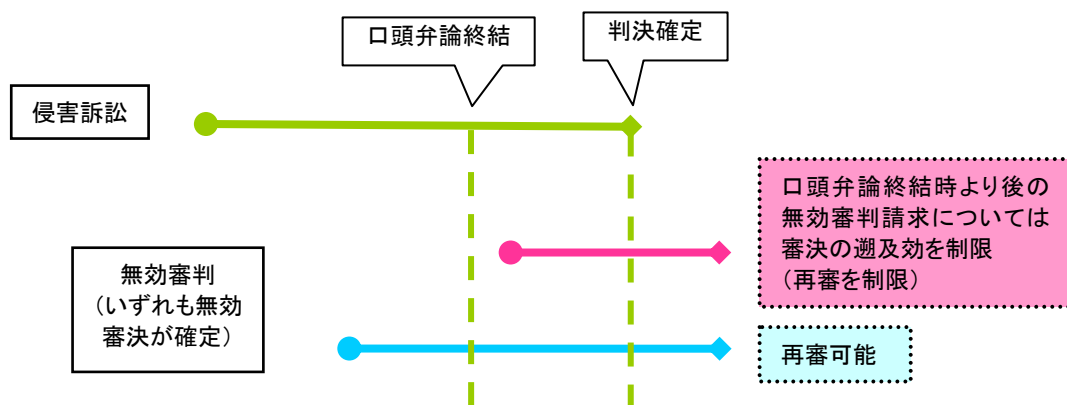 口頭弁論終結
判決確定
侵害訴訟
口頭弁論終結時より後の
無効審判請求については
審決の遡及効を制限
（再審を制限）
無効審判
（いずれも無効
審決が確定）
再審可能